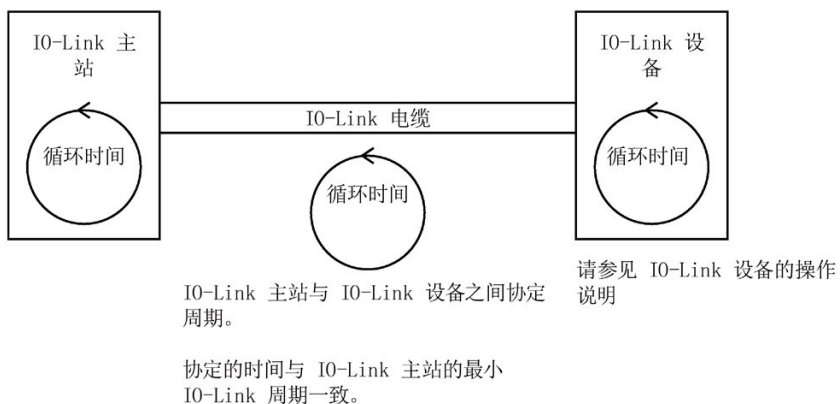 IO-Link 主
站
IO-Link 设
备
IO-Link 电缆
循环时间
循环时间
循环时间
IO-Link 主站与 IO-Link 设备之间协定
周期。
协定的时间与 IO-Link 主站的最小
IO-Link 周期一致。
请参见 IO-Link 设备的操作
说明